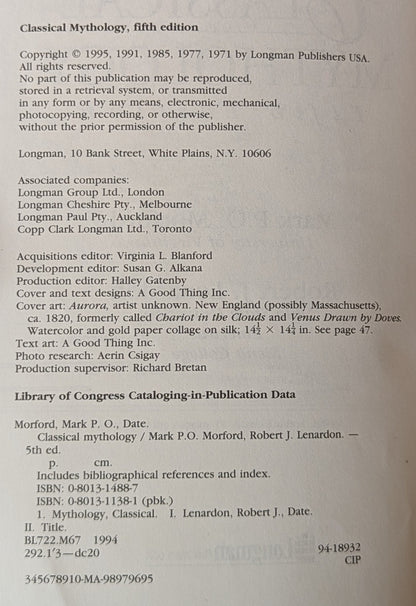 Classical Mythology, fifth edition
Copyright © 1995, 1991, 1985, 1977, 1971 by Longman Publishers USA.
All rights reserved.
No part of this publication may be reproduced,
stored in a retrieval system, or transmitted
in any form or by any means, electronic, mechanical,
photocopying, recording, or otherwise,
without the prior permission of the publisher.
Longman, 10 Bank Street, White Plains, N.Y. 10606
Associated companies:
Longman Group Ltd., London
Longman Cheshire Pty., Melbourne
Longman Paul Pty., Auckland
Copp Clark Longman Ltd., Toronto
Acquisitions editor: Virginia L. Blanford
Development editor: Susan G. Alkana
Production editor: Halley Gatenby
Cover and text designs: A Good Thing Inc.
Cover art: Aurora, artist unknown. New England (possibly Massachusetts),
ca. 1820, formerly called Chariot in the Clouds and Venus Drawn by Doves.
Watercolor and gold paper collage on silk; 14½ × 14¼ in. See page 47.
Text art: A Good Thing Inc.
Photo research: Aerin Csigay
Production supervisor: Richard Bretan
Library of Congress Cataloging-in-Publication Data
Morford, Mark P. O., Date.
Classical mythology / Mark P.O. Morford, Robert J. Lenardon. —
5th ed.
p. cm.
Includes bibliographical references and index.
ISBN: 0-8013-1488-7
ISBN: 0-8013-1138-1 (pbk.)
1. Mythology, Classical. I. Lenardon, Robert J., Date.
II. Title.
BL722.M67 1994
292.1'3—dc20 94-18932
CIP
345678910-MA-98979695